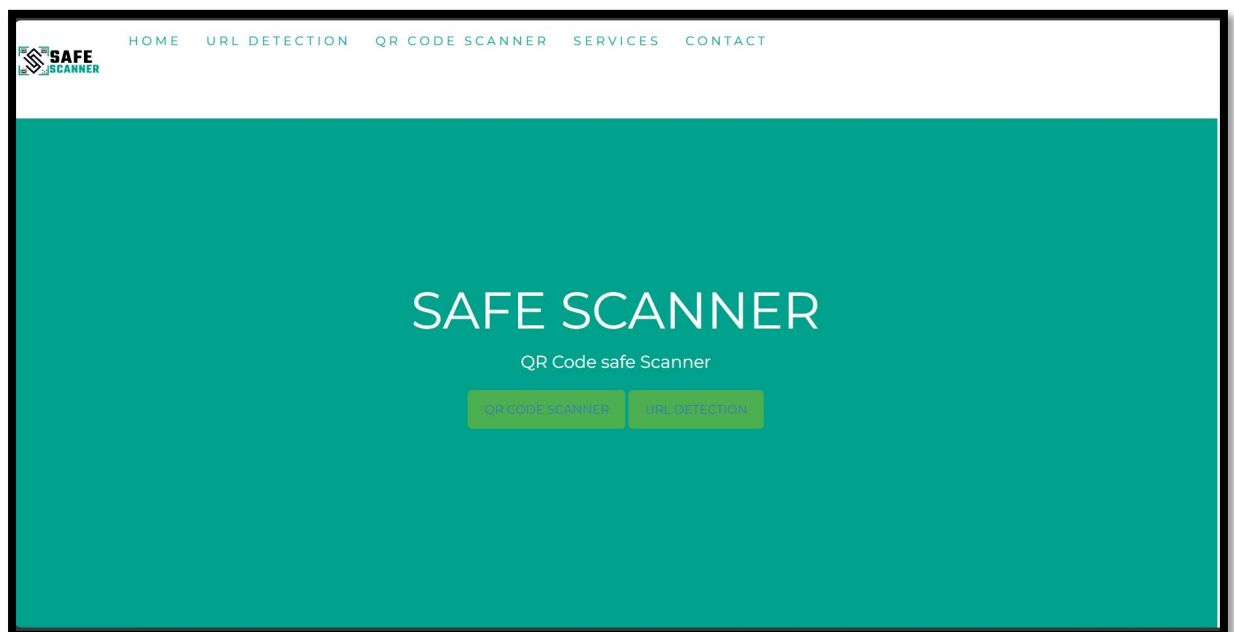 SAFE
SCANNER
HOME URL DETECTION QR CODE SCANNER SERVICES CONTACT
SAFE SCANNER
QR Code safe Scanner
QR CODE SCANNER URL DETECTION